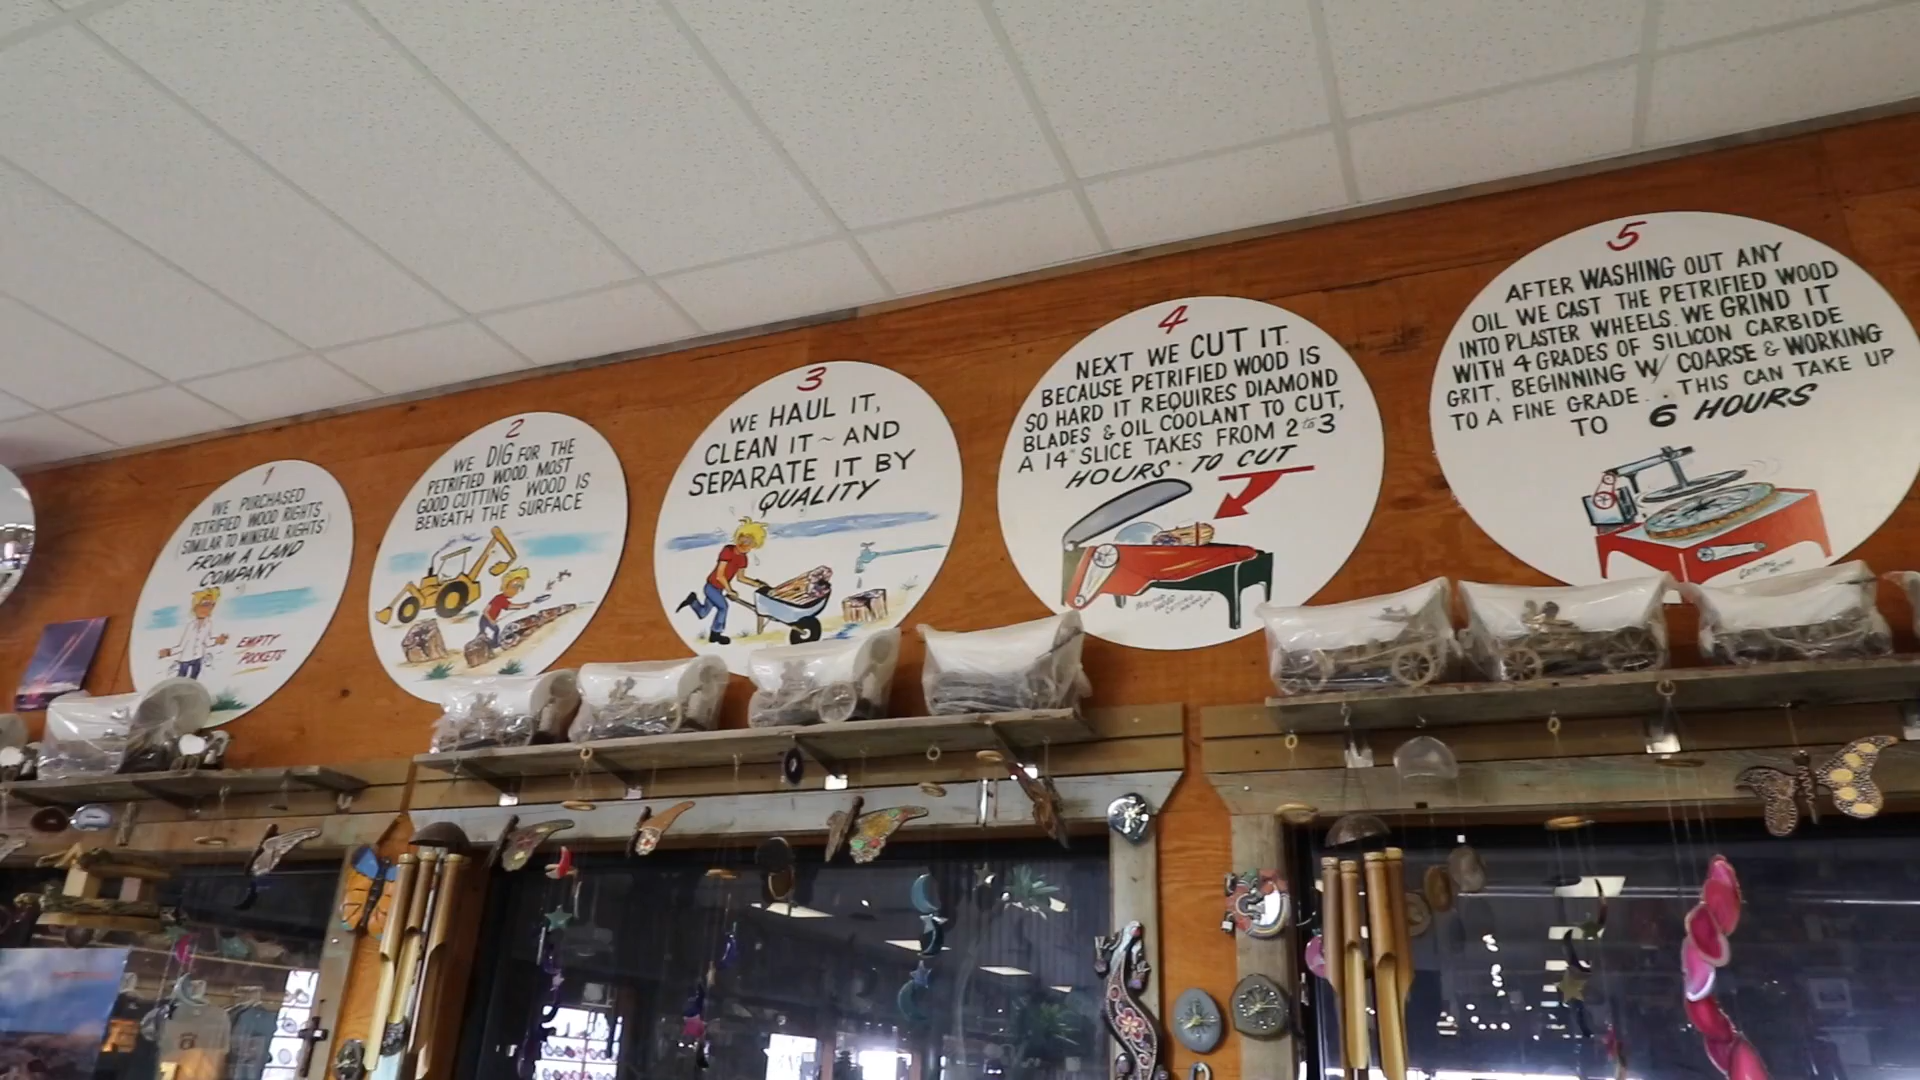 1
WE PURCHASED
PETRIFIED WOOD RIGHTS
(SIMILAR TO MINERAL RIGHTS)
FROM A LAND
COMPANY
EMPTY
POCKETS
2
WE DIG FOR THE
PETRIFIED WOOD. MOST
GOOD CUTTING WOOD IS
BENEATH THE SURFACE
3
WE HAUL IT,
CLEAN IT ~ AND
SEPARATE IT BY
QUALITY
4
NEXT WE CUT IT.
BECAUSE PETRIFIED WOOD IS
SO HARD IT REQUIRES DIAMOND
BLADES & OIL COOLANT TO CUT,
A 14" SLICE TAKES FROM 2 to 3
HOURS · TO CUT
5
AFTER WASHING OUT ANY
OIL WE CAST THE PETRIFIED WOOD
INTO PLASTER WHEELS. WE GRIND IT
WITH 4 GRADES OF SILICON CARBIDE
GRIT, BEGINNING W/ COARSE & WORKING
TO A FINE GRADE. . THIS CAN TAKE UP
TO 6 HOURS